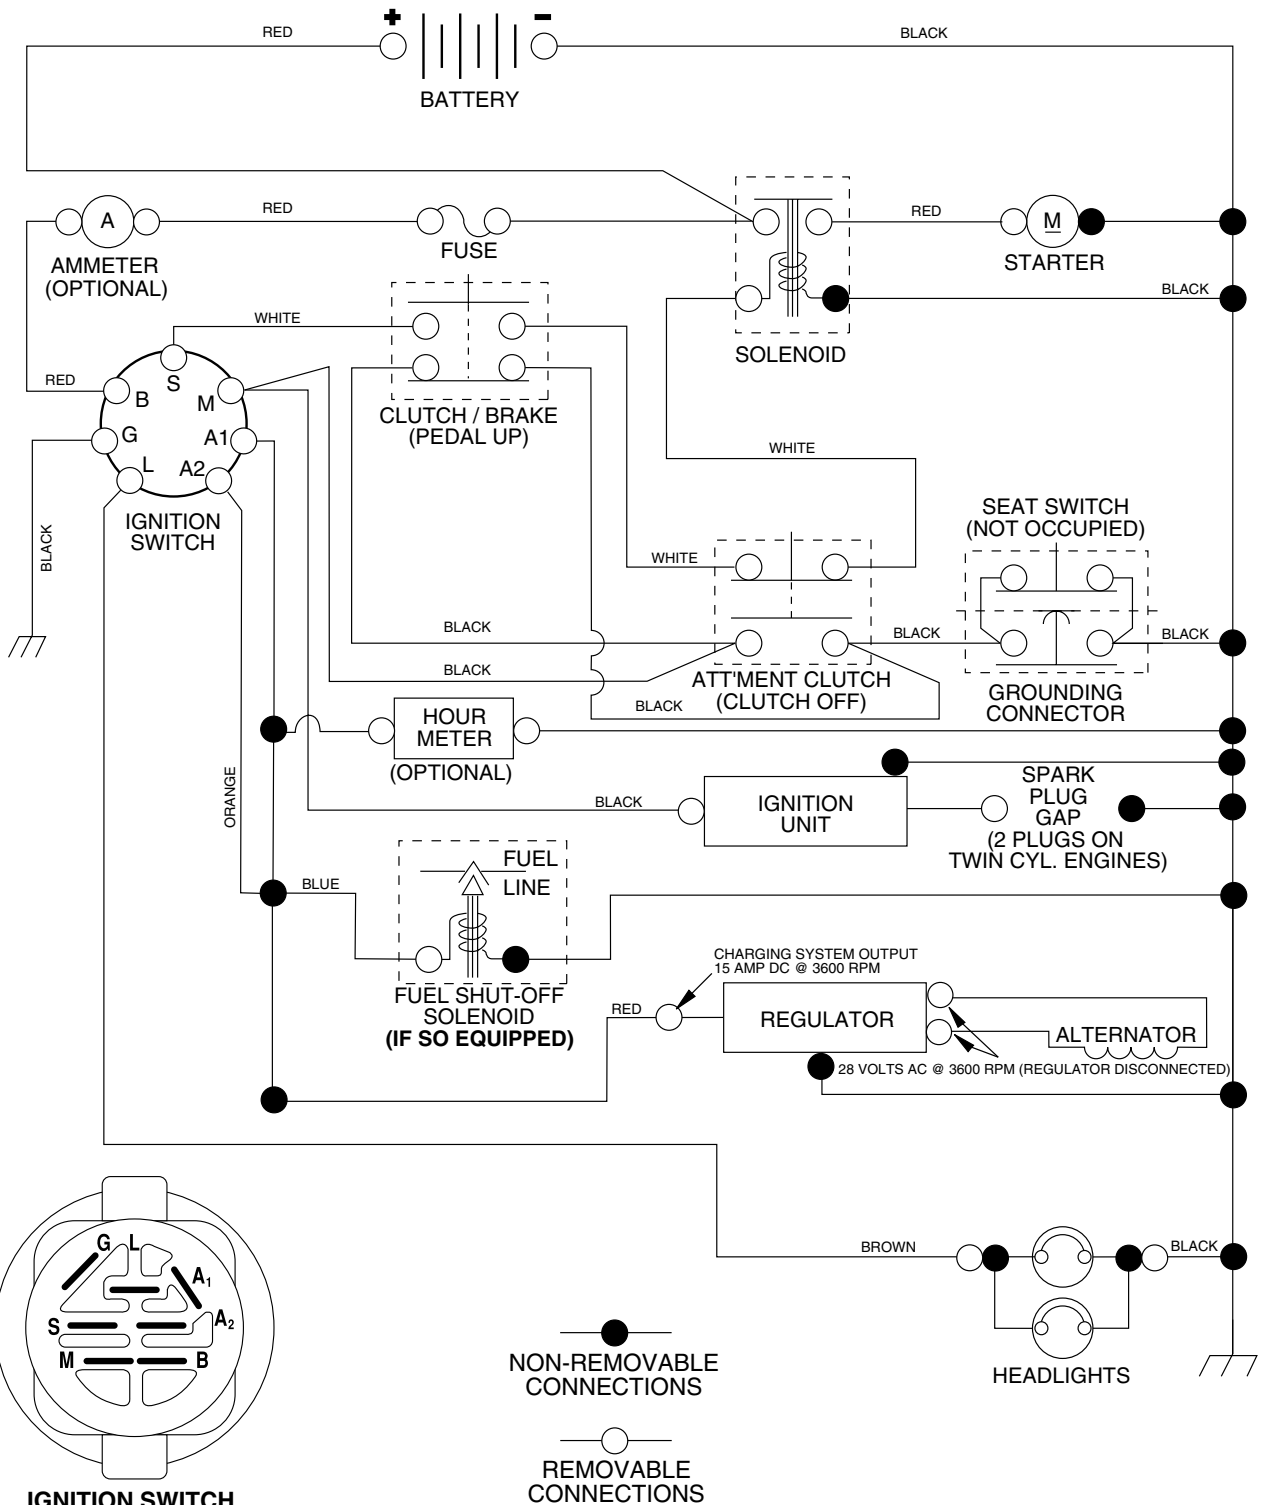 +
-
RED
BLACK
BATTERY
A
RED
FUSE
RED
M
AMMETER
(OPTIONAL)
STARTER
BLACK
WHITE
SOLENOID
RED
S
B
M
CLUTCH / BRAKE
(PEDAL UP)
G
A1
L
A2
WHITE
IGNITION
SWITCH
BLACK
SEAT SWITCH
(NOT OCCUPIED)
WHITE
BLACK
BLACK
BLACK
BLACK
ATT'MENT CLUTCH
(CLUTCH OFF)
GROUNDING
CONNECTOR
BLACK
HOUR
METER
(OPTIONAL)
ORANGE
BLACK
IGNITION
UNIT
SPARK
PLUG
GAP
(2 PLUGS ON
TWIN CYL. ENGINES)
BLUE
FUEL
LINE
FUEL SHUT-OFF
SOLENOID
(IF SO EQUIPPED)
CHARGING SYSTEM OUTPUT
15 AMP DC @ 3600 RPM
RED
REGULATOR
ALTERNATOR
28 VOLTS AC @ 3600 RPM (REGULATOR DISCONNECTED)
G
L
A1
S
A2
M
B
IGNITION SWITCH
BROWN
BLACK
HEADLIGHTS
NON-REMOVABLE
CONNECTIONS
REMOVABLE
CONNECTIONS